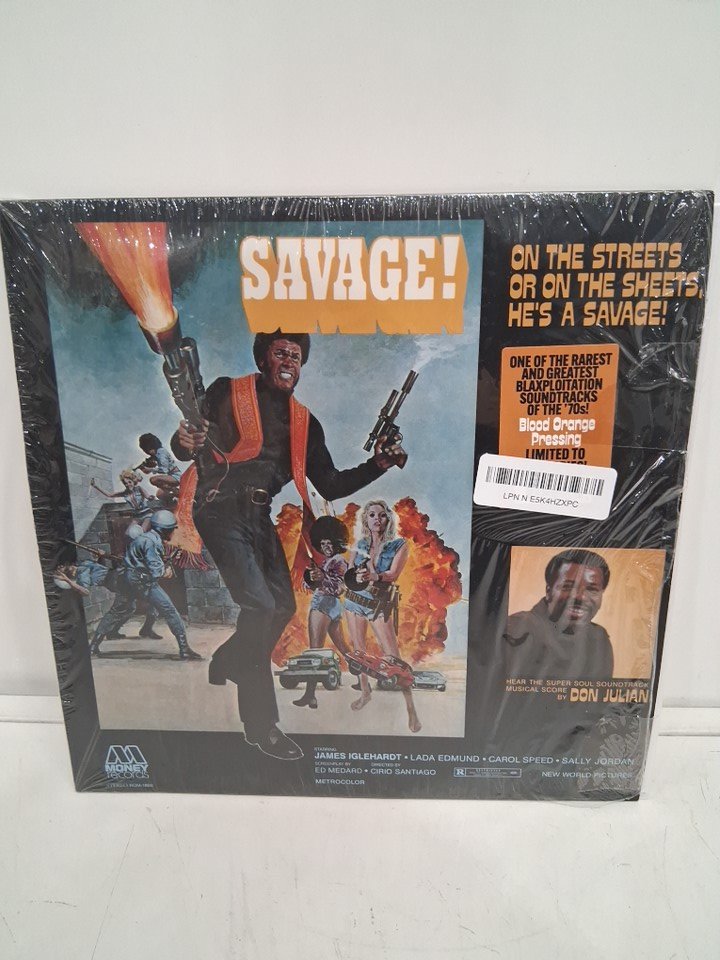 SAVAGE!
ON THE STREETS
OR ON THE SHEETS,
HE'S A SAVAGE!
ONE OF THE RAREST
AND GREATEST
BLAXPLOITATION
SOUNDTRACKS
OF THE '70s!
Blood Orange
Pressing
LIMITED TO
LPN N E5K4HZXPC
HEAR THE SUPER SOUL SOUNDTRACK
MUSICAL SCORE BY DON JULIAN
STARRING
JAMES IGLEHARDT • LADA EDMUND • CAROL SPEED • SALLY JORDAN
SCREENPLAY BY DIRECTED BY
ED MEDARD • CIRIO SANTIAGO
R
NEW WORLD PICTURES
METROCOLOR
MONEY
records